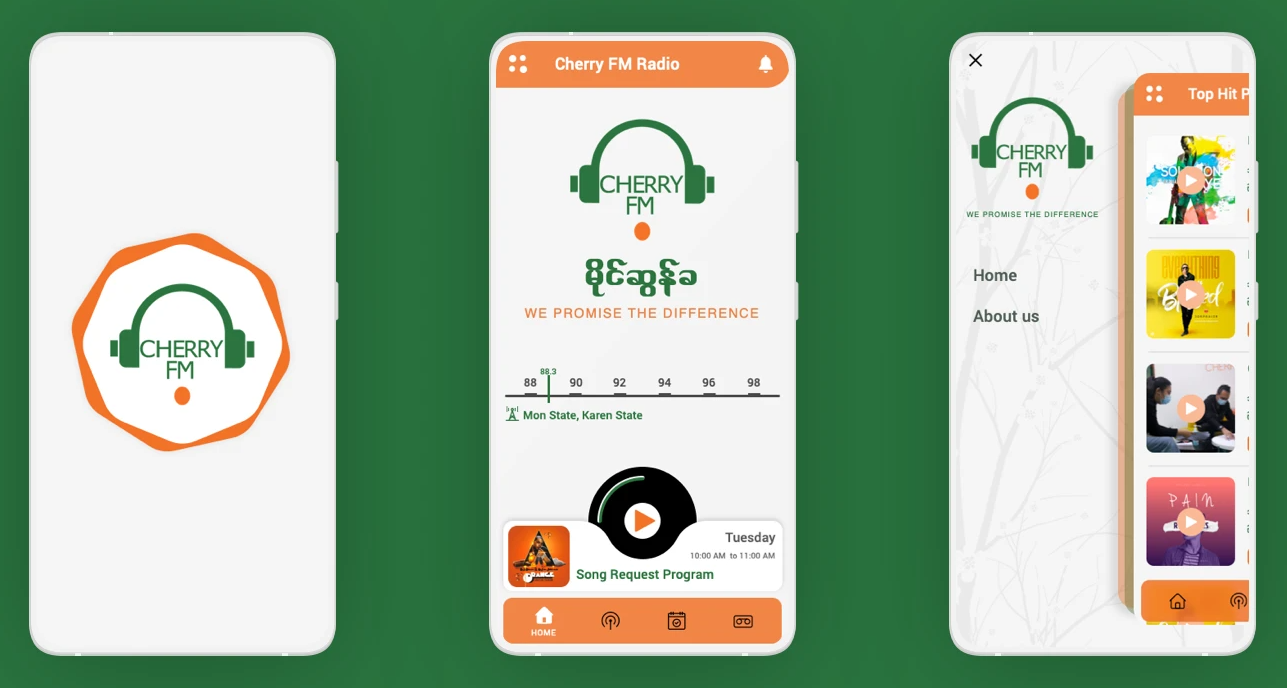 CHERRY
FM
Cherry FM Radio
CHERRY
FM
မိုင်းဆွန်ခ
WE PROMISE THE DIFFERENCE
88.3
88 90 92 94 96 98
Mon State, Karen State
Tuesday
10:00 AM to 11:00 AM
Song Request Program
HOME
CHERRY
FM
WE PROMISE THE DIFFERENCE
Home
About us
Top Hit P
EVERYTHING
PAIN